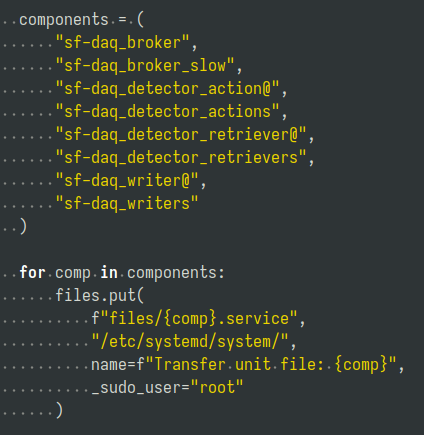 components = (
    "sf-daq_broker",
    "sf-daq_broker_slow",
    "sf-daq_detector_action@",
    "sf-daq_detector_actions",
    "sf-daq_detector_retriever@",
    "sf-daq_detector_retrievers",
    "sf-daq_writer@",
    "sf-daq_writers"
)

for comp in components:
    files.put(
        f"files/{comp}.service",
        "/etc/systemd/system/",
        name=f"Transfer unit file: {comp}",
        _sudo_user="root"
    )